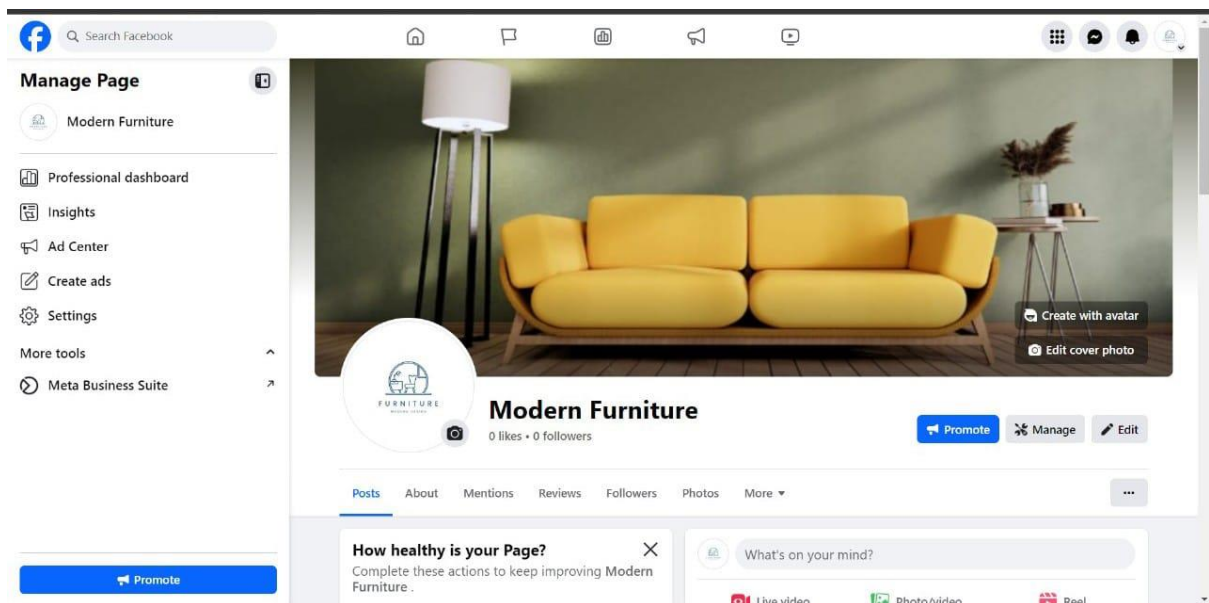 Search Facebook
Manage Page
Modern Furniture
Professional dashboard
Insights
Ad Center
Create ads
Settings
More tools
Meta Business Suite
Promote
Create with avatar
Edit cover photo
FURNITURE
Modern Furniture
0 likes • 0 followers
Promote
Manage
Edit
Posts About Mentions Reviews Followers Photos More
How healthy is your Page?
Complete these actions to keep improving Modern
Furniture .
What's on your mind?
Live video Photo/video Reel